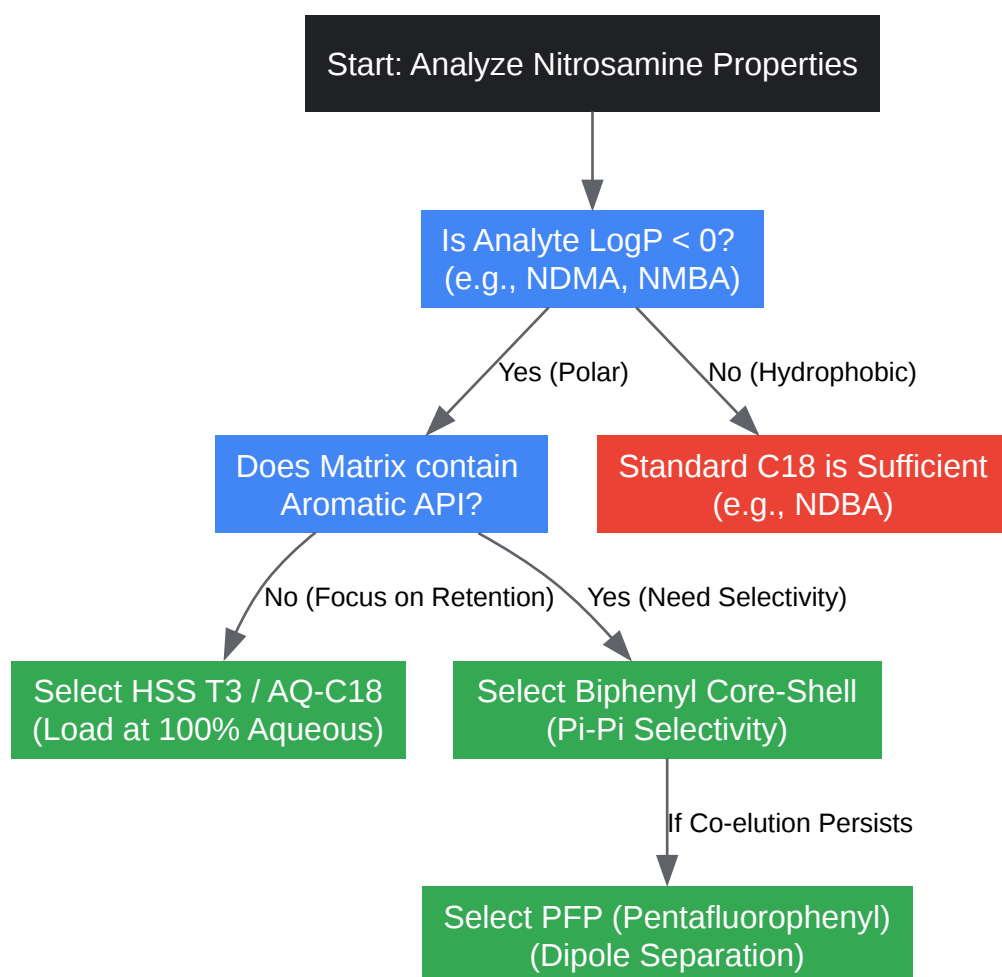 Start: Analyze Nitrosamine Properties
Is Analyte LogP < 0?
(e.g., NDMA, NMBA)
Yes (Polar)
No (Hydrophobic)
Does Matrix contain
Aromatic API?
Standard C18 is Sufficient
(e.g., NDBA)
No (Focus on Retention)
Yes (Need Selectivity)
Select HSS T3 / AQ-C18
(Load at 100% Aqueous)
Select Biphenyl Core-Shell
(Pi-Pi Selectivity)
If Co-elution Persists
Select PFP (Pentafluorophenyl)
(Dipole Separation)